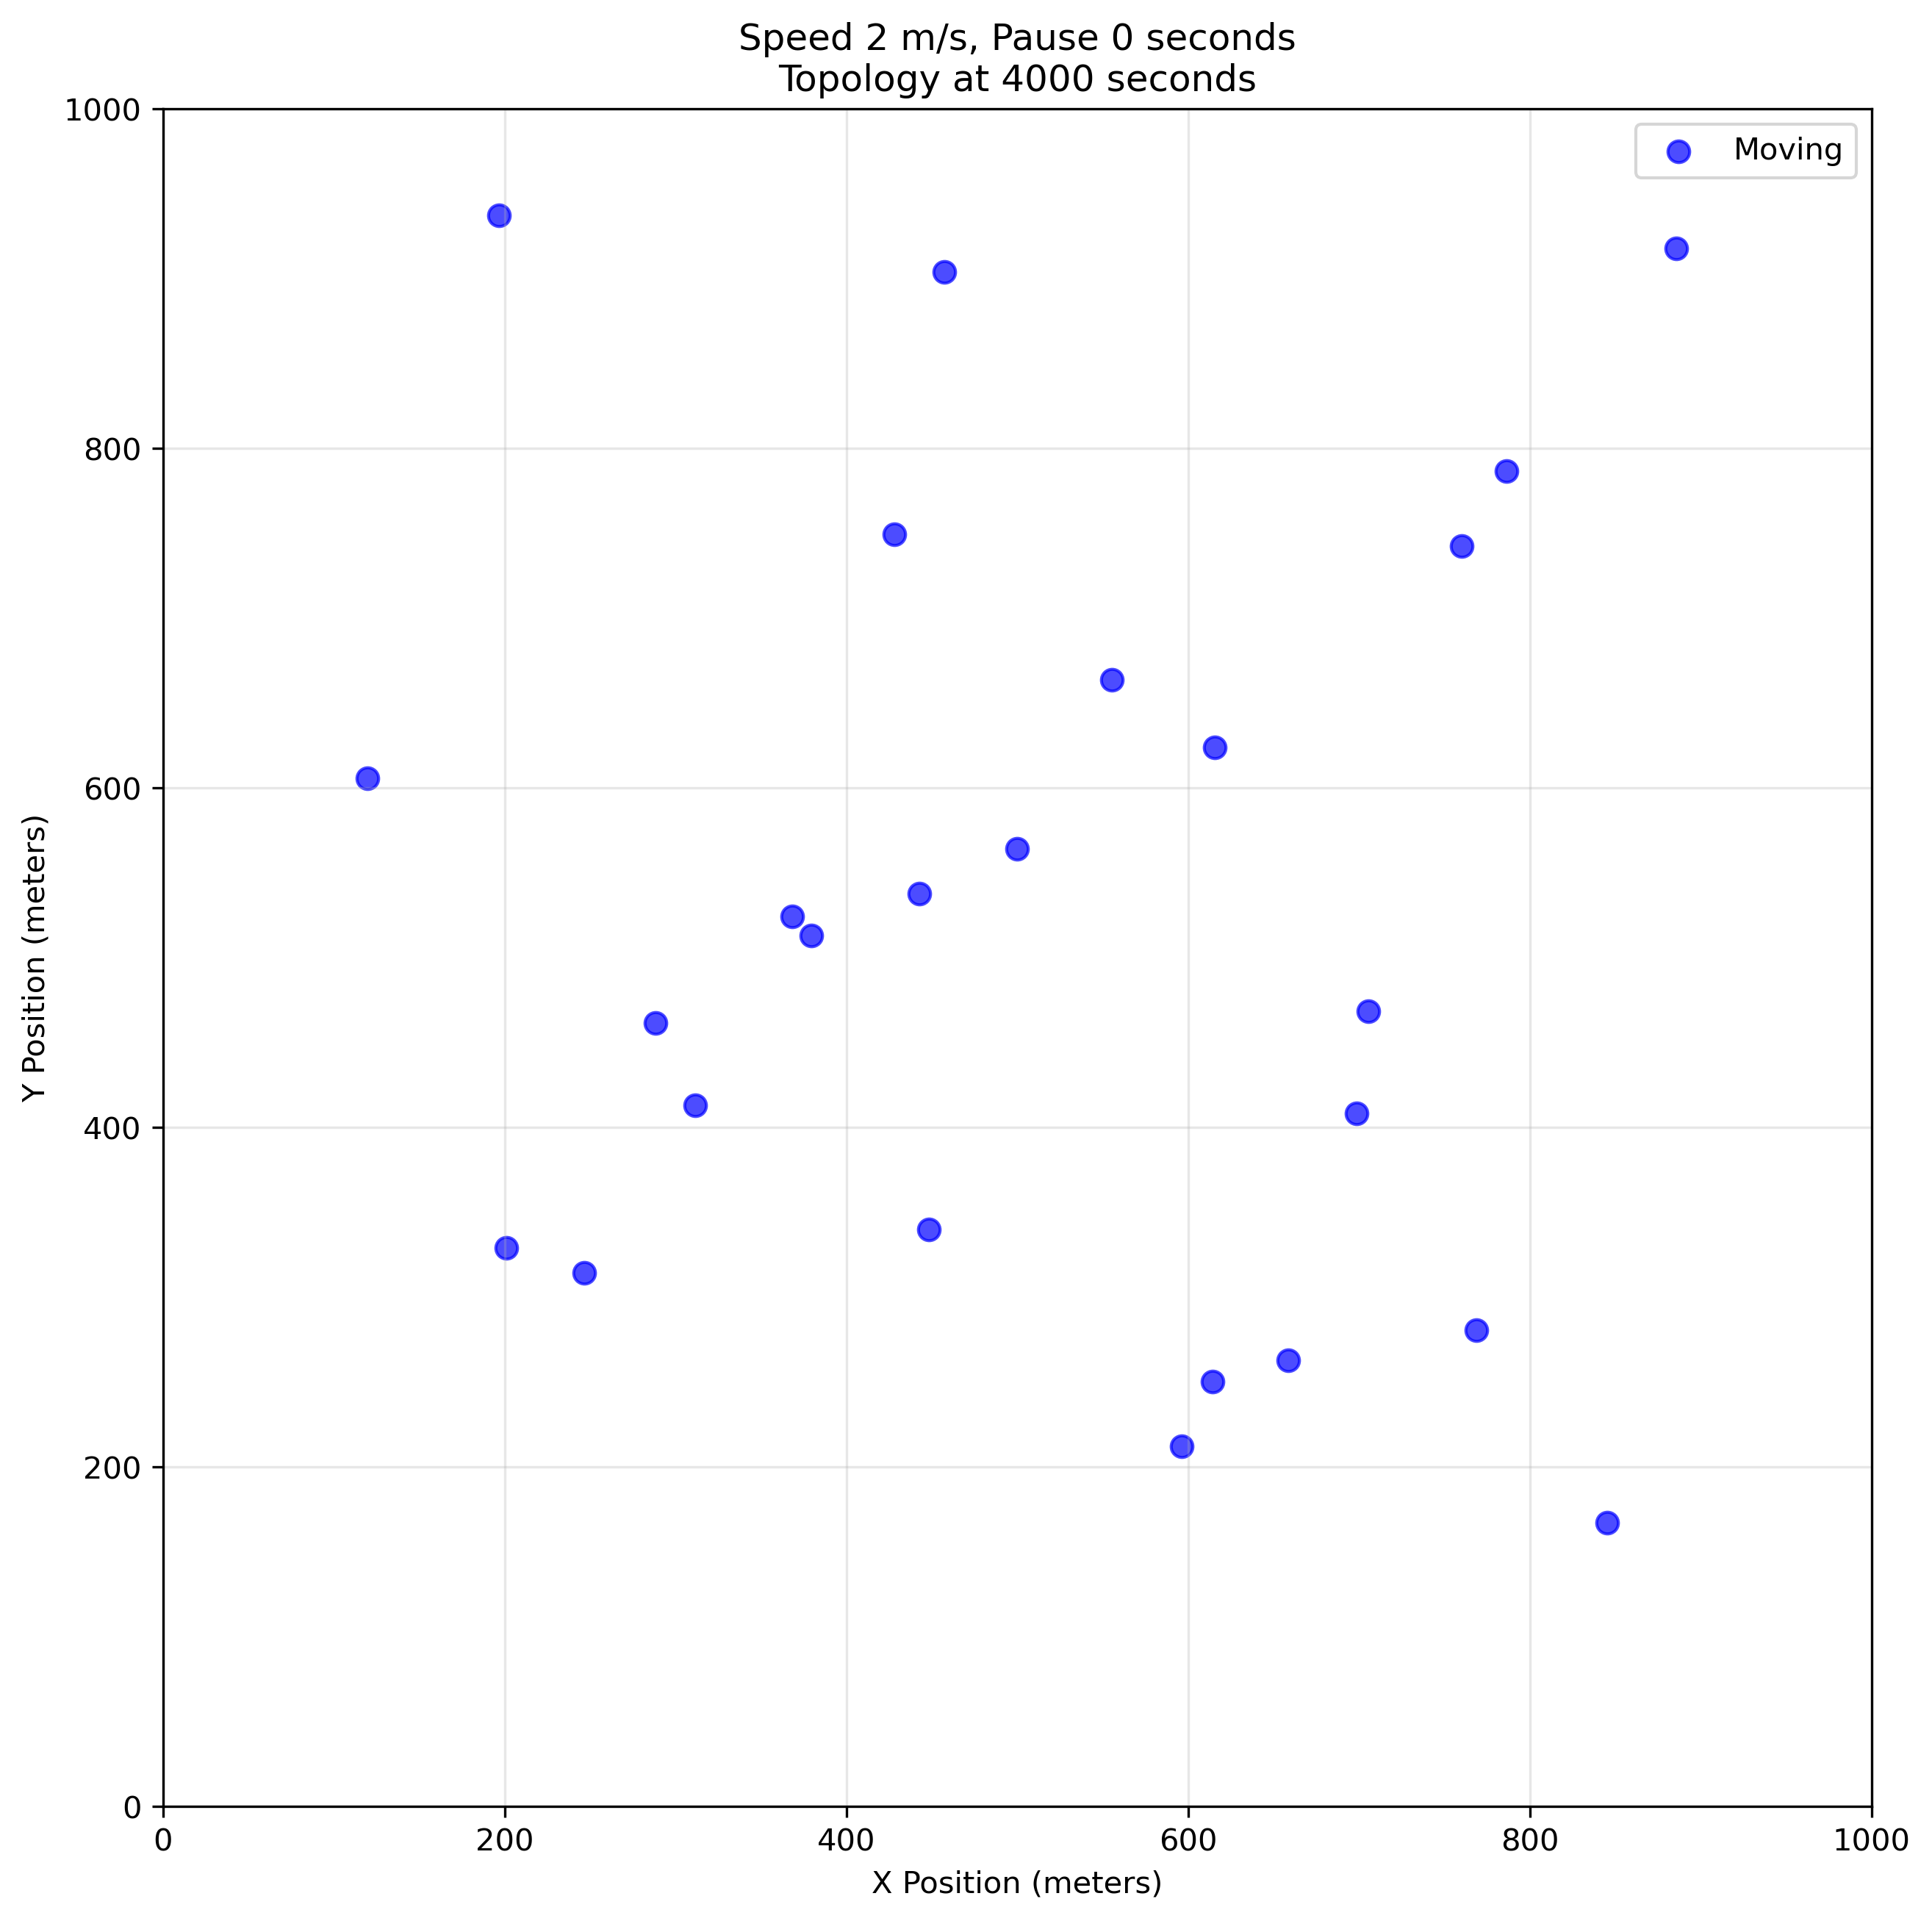 Speed 2 m/s, Pause 0 seconds
Topology at 4000 seconds
Moving
1000
800
600
400
200
0
Y Position (meters)
0 200 400 600 800 1000
X Position (meters)